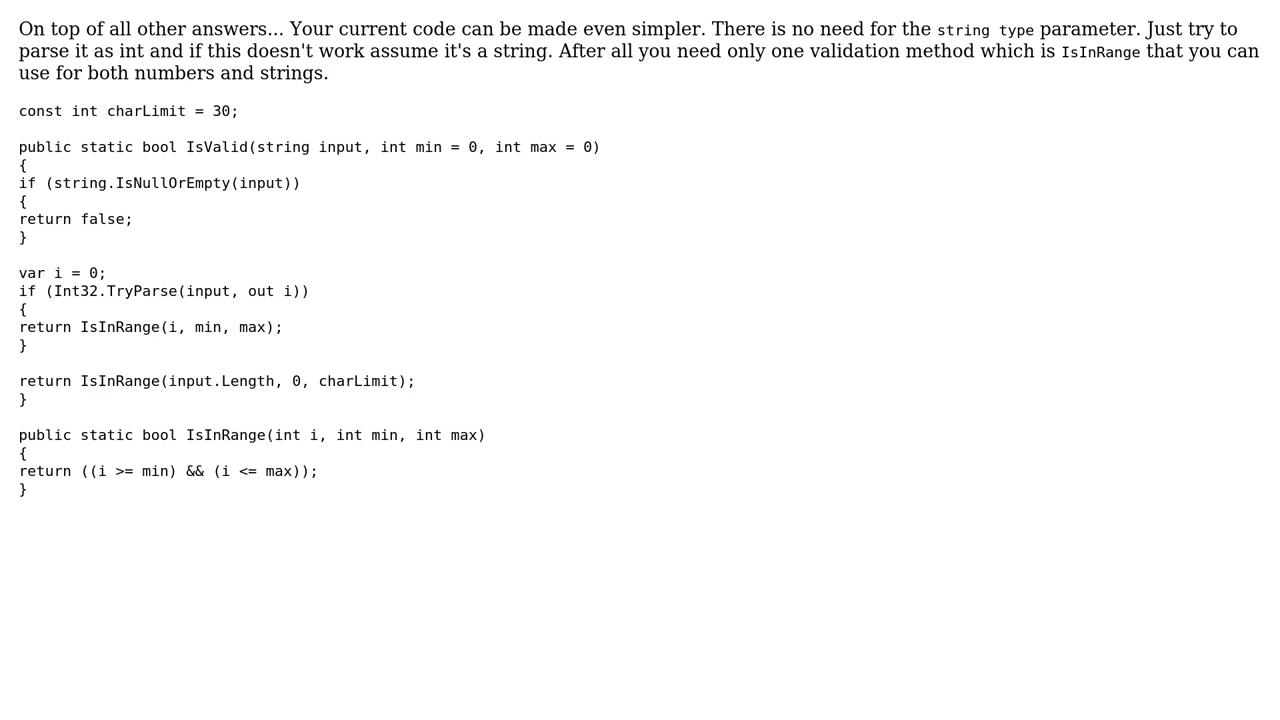 On top of all other answers... Your current code can be made even simpler. There is no need for the string type parameter. Just try to
parse it as int and if this doesn't work assume it's a string. After all you need only one validation method which is IsInRange that you can
use for both numbers and strings.
const int charLimit = 30;
public static bool IsValid(string input, int min = 0, int max = 0)
{
if (string.IsNullOrEmpty(input))
{
return false;
}
var i = 0;
if (Int32.TryParse(input, out i))
{
return IsInRange(i, min, max);
}
return IsInRange(input.Length, 0, charLimit);
}
public static bool IsInRange(int i, int min, int max)
{
return ((i >= min) && (i <= max));
}